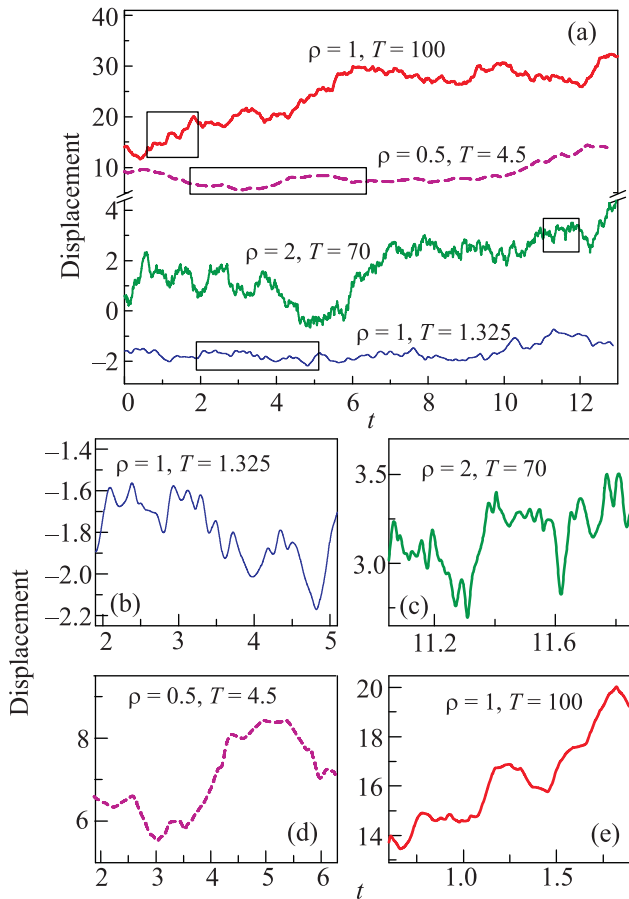 40
(a)
ρ = 1, T = 100
30
20
ρ = 0.5, T = 4.5
10
Displacement
4
2
ρ = 2, T = 70
0
ρ = 1, T = 1.325
−2
0 2 4 6 8 10 12
t
−1.4
ρ = 1, T = 1.325
−1.6
−1.8
−2.0
−2.2
(b)
2 3 4 5
3.5
ρ = 2, T = 70
3.0
(c)
11.2 11.6
Displacement
ρ = 0.5, T = 4.5
8
6
(d)
2 3 4 5 6
20
ρ = 1, T = 100
18
16
14
(e)
1.0 1.5
t